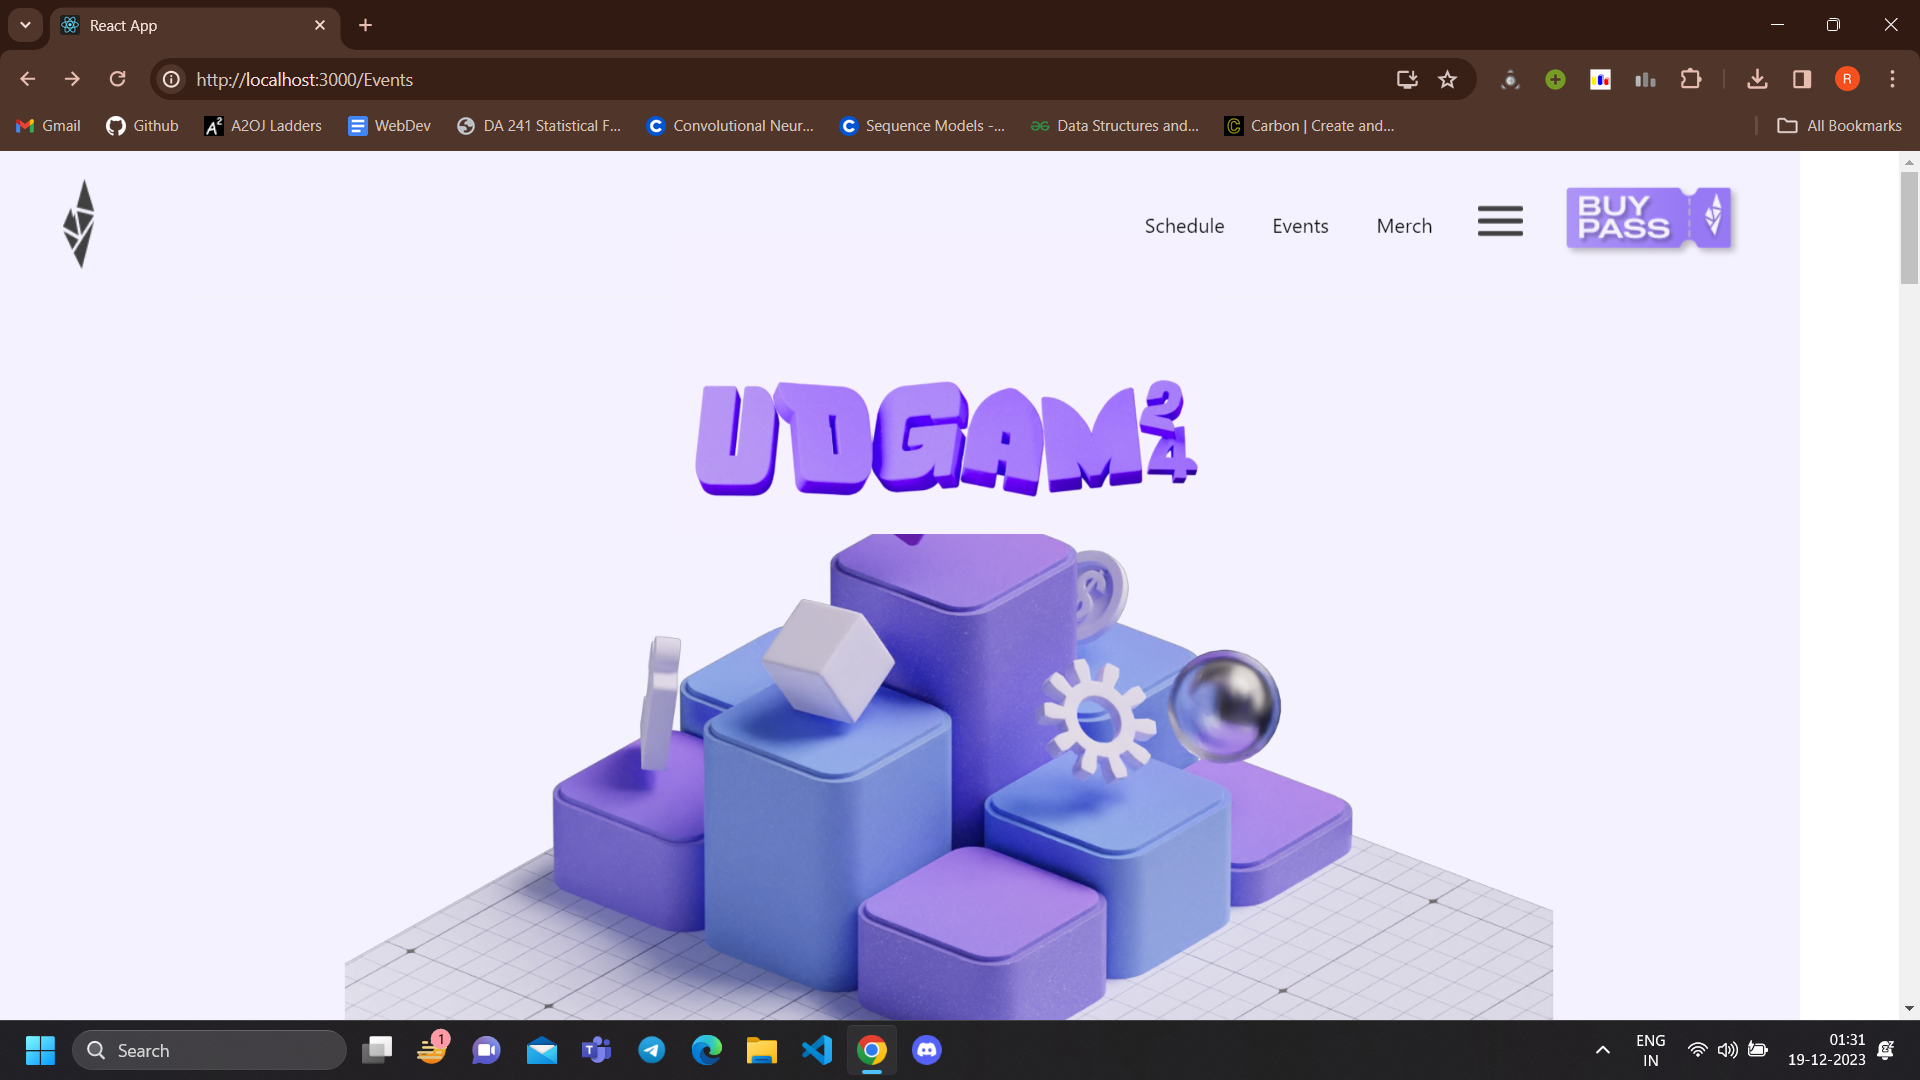 React App
http://localhost:3000/Events
R
Gmail
Github
A2OJ Ladders
WebDev
DA 241 Statistical F...
Convolutional Neur...
Sequence Models -...
Data Structures and...
Carbon | Create and...
All Bookmarks
Schedule
Events
Merch
BUY
PASS
UDGAM
24
Search
1
ENG
IN
01:31
19-12-2023